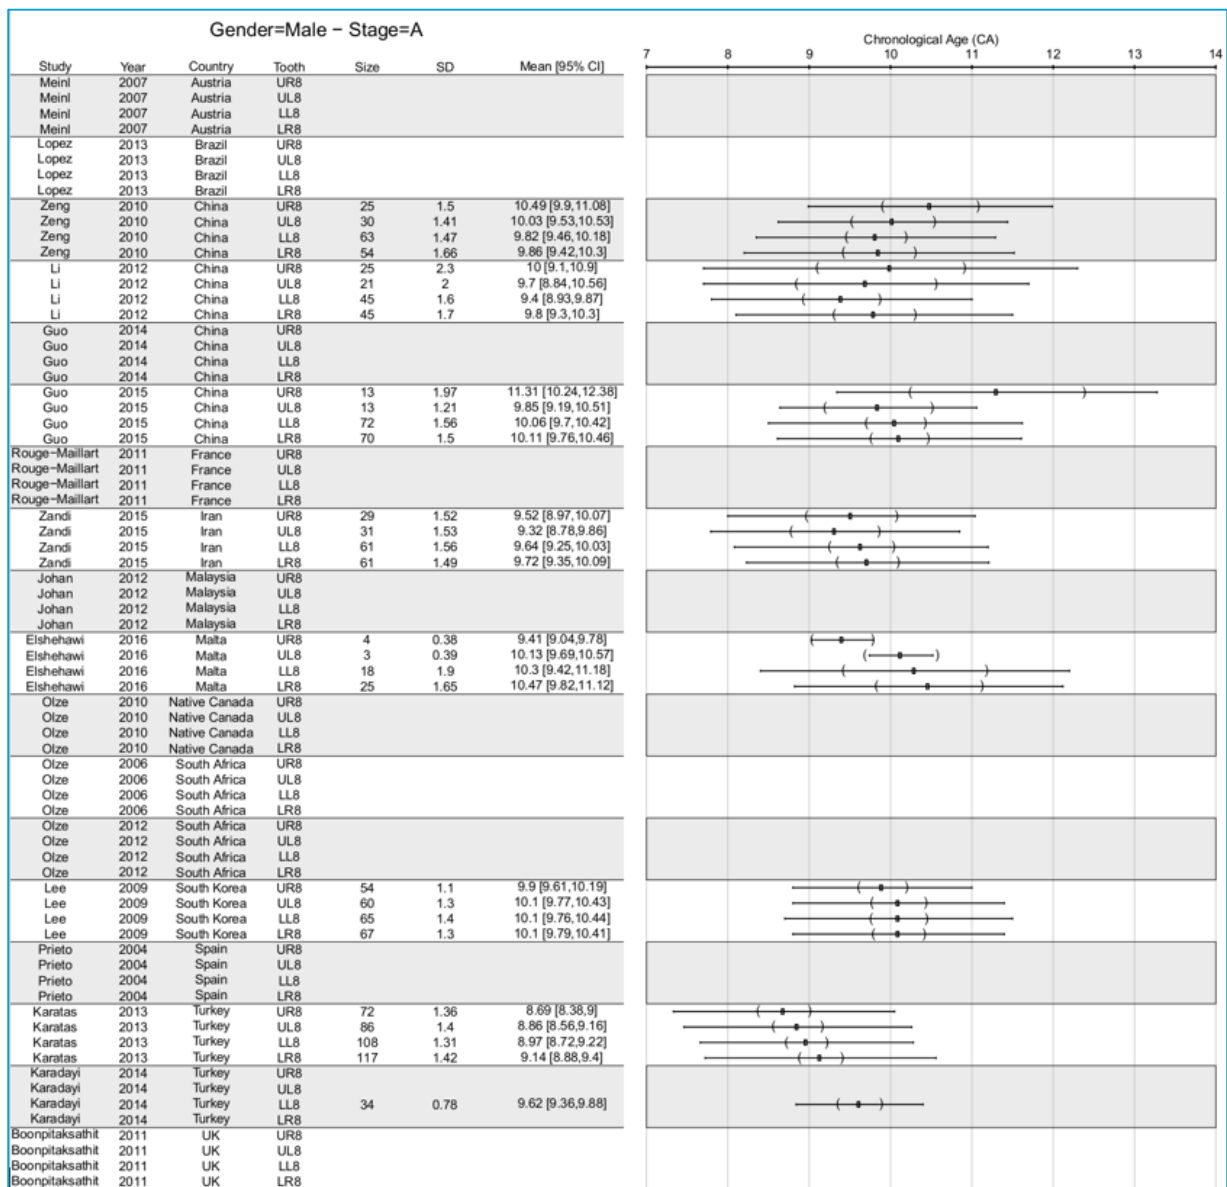 Gender=Male − Stage=A
Chronological Age (CA)
7 8 9 10 11 12 13 14
Study Year Country Tooth Size SD Mean [95% CI]
Meinl 2007 Austria UR8
Meinl 2007 Austria UL8
Meinl 2007 Austria LL8
Meinl 2007 Austria LR8
Lopez 2013 Brazil UR8
Lopez 2013 Brazil UL8
Lopez 2013 Brazil LL8
Lopez 2013 Brazil LR8
Zeng 2010 China UR8 25 1.5 10.49 [9.9,11.08]
Zeng 2010 China UL8 30 1.41 10.03 [9.53,10.53]
Zeng 2010 China LL8 63 1.47 9.82 [9.46,10.18]
Zeng 2010 China LR8 54 1.66 9.86 [9.42,10.3]
Li 2012 China UR8 25 2.3 10 [9.1,10.9]
Li 2012 China UL8 21 2 9.7 [8.84,10.56]
Li 2012 China LL8 45 1.6 9.4 [8.93,9.87]
Li 2012 China LR8 45 1.7 9.8 [9.3,10.3]
Guo 2014 China UR8
Guo 2014 China UL8
Guo 2014 China LL8
Guo 2014 China LR8
Guo 2015 China UR8 13 1.97 11.31 [10.24,12.38]
Guo 2015 China UL8 13 1.21 9.85 [9.19,10.51]
Guo 2015 China LL8 72 1.56 10.06 [9.7,10.42]
Guo 2015 China LR8 70 1.5 10.11 [9.76,10.46]
Rouge−Maillart 2011 France UR8
Rouge−Maillart 2011 France UL8
Rouge−Maillart 2011 France LL8
Rouge−Maillart 2011 France LR8
Zandi 2015 Iran UR8 29 1.52 9.52 [8.97,10.07]
Zandi 2015 Iran UL8 31 1.53 9.32 [8.78,9.86]
Zandi 2015 Iran LL8 61 1.56 9.64 [9.25,10.03]
Zandi 2015 Iran LR8 61 1.49 9.72 [9.35,10.09]
Johan 2012 Malaysia UR8
Johan 2012 Malaysia UL8
Johan 2012 Malaysia LL8
Johan 2012 Malaysia LR8
Elshehawi 2016 Malta UR8 4 0.38 9.41 [9.04,9.78]
Elshehawi 2016 Malta UL8 3 0.39 10.13 [9.69,10.57]
Elshehawi 2016 Malta LL8 18 1.9 10.3 [9.42,11.18]
Elshehawi 2016 Malta LR8 25 1.65 10.47 [9.82,11.12]
Olze 2010 Native Canada UR8
Olze 2010 Native Canada UL8
Olze 2010 Native Canada LL8
Olze 2010 Native Canada LR8
Olze 2006 South Africa UR8
Olze 2006 South Africa UL8
Olze 2006 South Africa LL8
Olze 2006 South Africa LR8
Olze 2012 South Africa UR8
Olze 2012 South Africa UL8
Olze 2012 South Africa LL8
Olze 2012 South Africa LR8
Lee 2009 South Korea UR8 54 1.1 9.9 [9.61,10.19]
Lee 2009 South Korea UL8 60 1.3 10.1 [9.77,10.43]
Lee 2009 South Korea LL8 65 1.4 10.1 [9.76,10.44]
Lee 2009 South Korea LR8 67 1.3 10.1 [9.79,10.41]
Prieto 2004 Spain UR8
Prieto 2004 Spain UL8
Prieto 2004 Spain LL8
Prieto 2004 Spain LR8
Karatas 2013 Turkey UR8 72 1.36 8.69 [8.38,9]
Karatas 2013 Turkey UL8 86 1.4 8.86 [8.56,9.16]
Karatas 2013 Turkey LL8 108 1.31 8.97 [8.72,9.22]
Karatas 2013 Turkey LR8 117 1.42 9.14 [8.88,9.4]
Karadayi 2014 Turkey UR8
Karadayi 2014 Turkey UL8
Karadayi 2014 Turkey LL8 34 0.78 9.62 [9.36,9.88]
Karadayi 2014 Turkey LR8
Boonpitaksathit 2011 UK UR8
Boonpitaksathit 2011 UK UL8
Boonpitaksathit 2011 UK LL8
Boonpitaksathit 2011 UK LR8